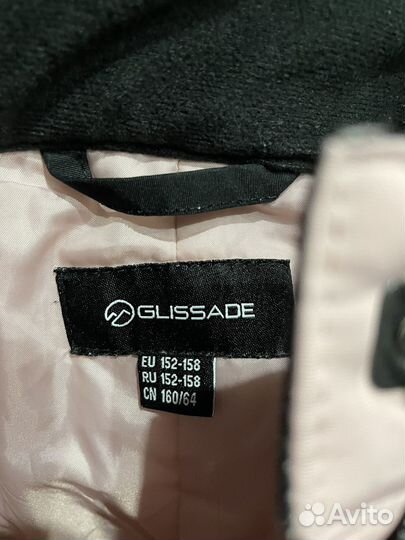 GLISSADE
EU 152-158
RU 152-158
CN 160/64
Avito